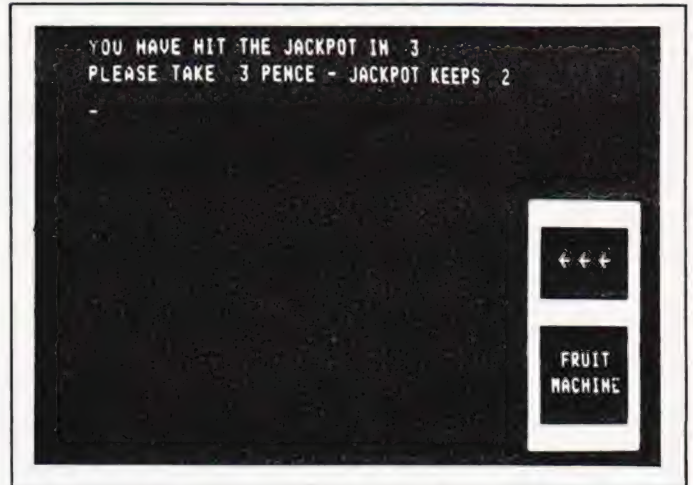 YOU HAVE HIT THE JACKPOT IN 3
PLEASE TAKE 3 PENCE - JACKPOT KEEPS 2
-
←←←
FRUIT
MACHINE